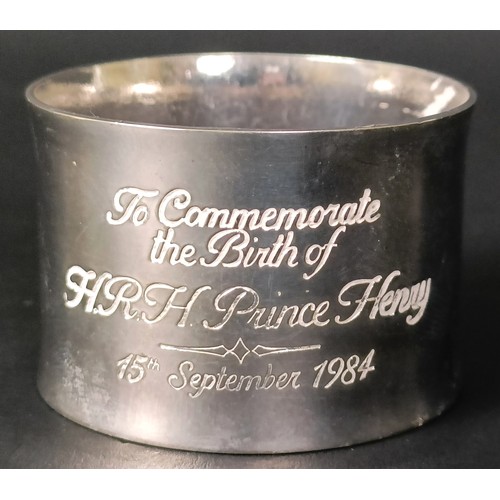 To Commemorate
the Birth of
H.R.H. Prince Henry
15th September 1984